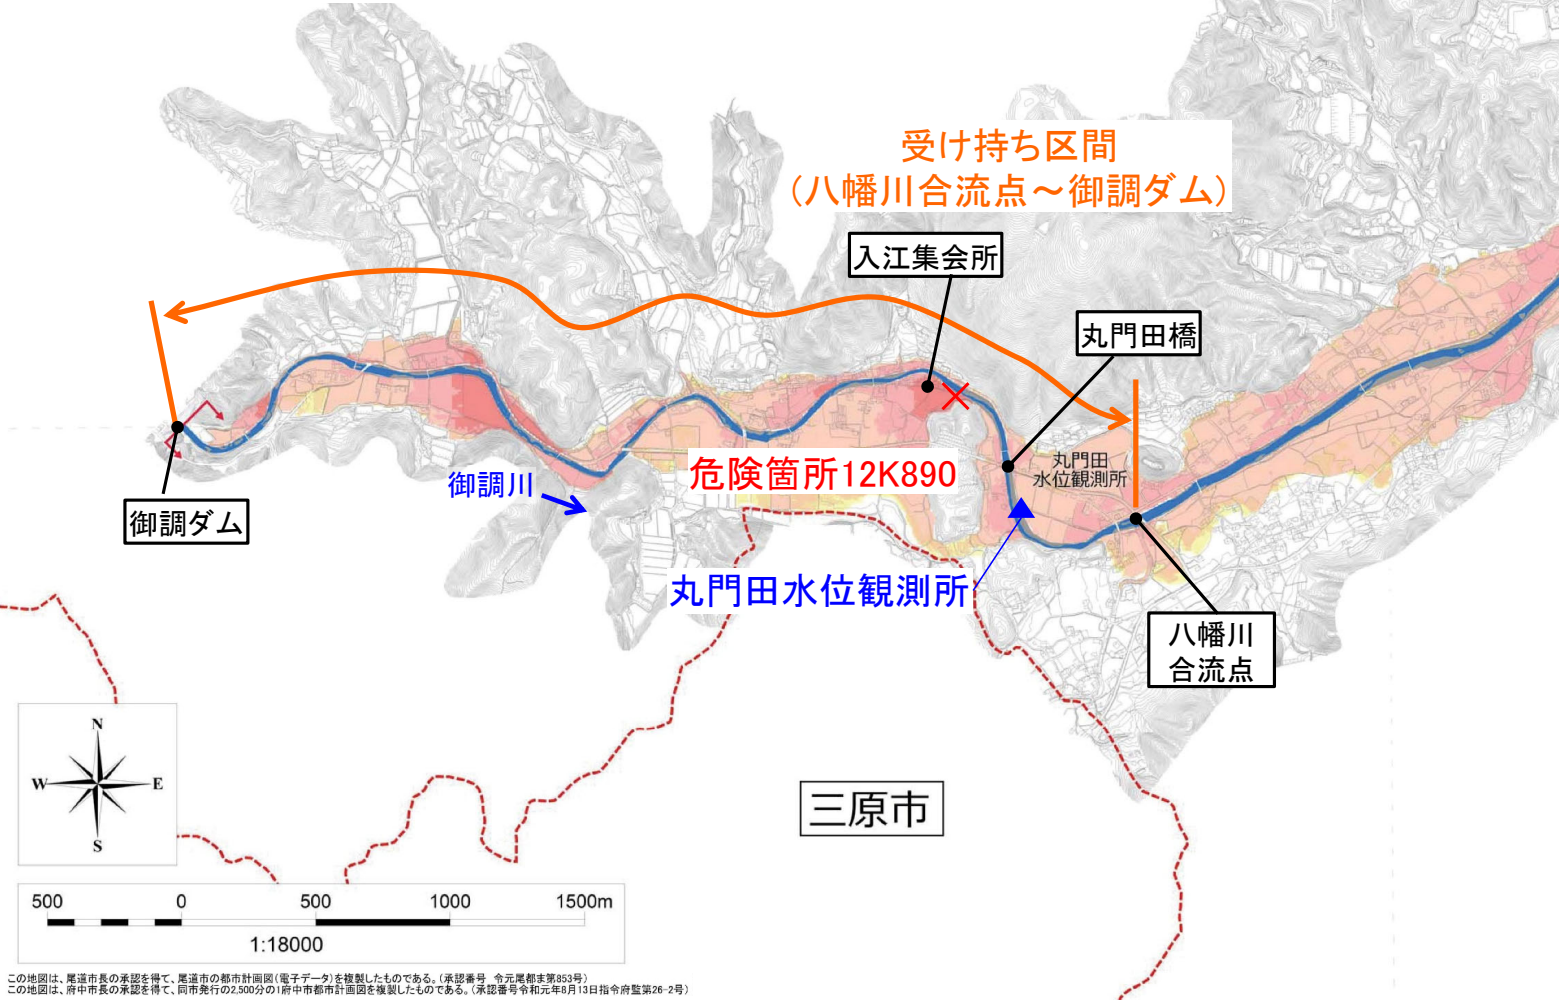 受け持ち区間
(八幡川合流点～御調ダム)
入江集会所
丸門田橋
丸門田
水位観測所
危険箇所12K890
御調川
御調ダム
丸門田水位観測所
八幡川
合流点
N
W
E
S
三原市
500 0 500 1000 1500m
1:18000
この地図は、尾道市長の承認を得て、尾道市の都市計画図(電子データ)を複製したものである。(承認番号 令元尾都ま第853号)
この地図は、府中市長の承認を得て、同市発行の2,500分の1府中市都市計画図を複製したものである。(承認番号令和元年8月13日指令府監第26-2号)